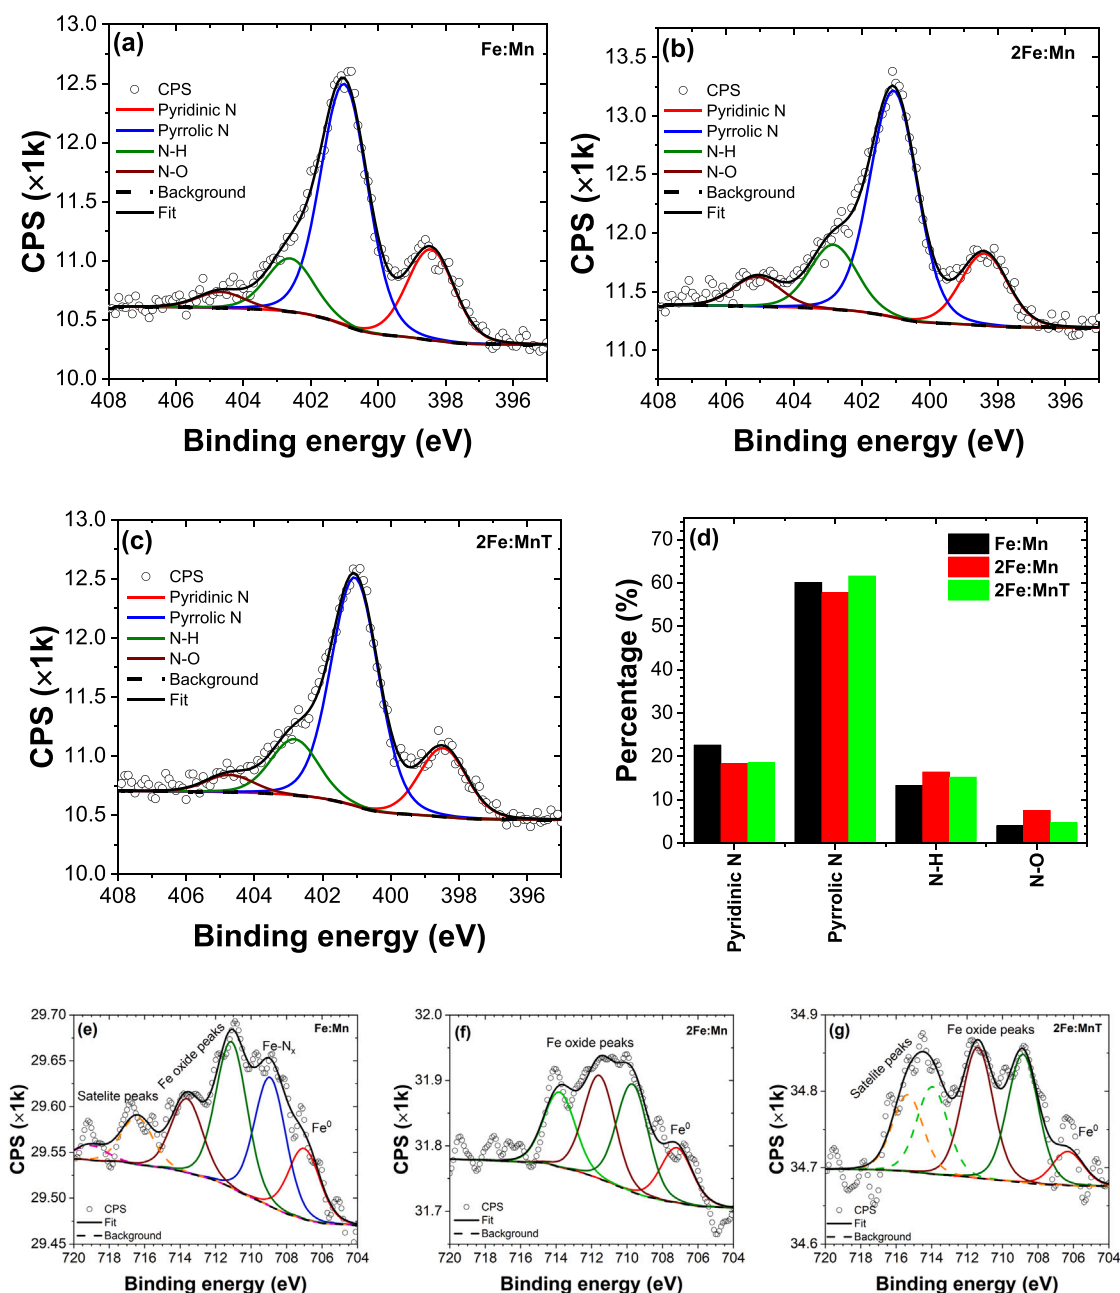 (a)
Fe:Mn
CPS
Pyridinic N
Pyrrolic N
N-H
N-O
Background
Fit
13.0
12.5
12.0
11.5
11.0
10.5
10.0
CPS (×1k)
408 406 404 402 400 398 396
Binding energy (eV)
(b)
2Fe:Mn
CPS
Pyridinic N
Pyrrolic N
N-H
N-O
Background
Fit
13.5
13.0
12.5
12.0
11.5
11.0
CPS (×1k)
408 406 404 402 400 398 396
Binding energy (eV)
(c)
2Fe:MnT
CPS
Pyridinic N
Pyrrolic N
N-H
N-O
Background
Fit
13.0
12.5
12.0
11.5
11.0
10.5
10.0
CPS (×1k)
408 406 404 402 400 398 396
Binding energy (eV)
(d)
Fe:Mn
2Fe:Mn
2Fe:MnT
70
60
50
40
30
20
10
0
Percentage (%)
Pyridinic N
Pyrrolic N
N-H
N-O
(e)
Fe:Mn
Satelite peaks
Fe oxide peaks
Fe-Nx
Fe0
CPS
Fit
Background
29.70
29.65
29.60
29.55
29.50
29.45
CPS (×1k)
720 718 716 714 712 710 708 706 704
Binding energy (eV)
(f)
2Fe:Mn
Fe oxide peaks
Fe0
CPS
Fit
Background
32.0
31.9
31.8
31.7
CPS (×1k)
720 718 716 714 712 710 708 706 704
Binding energy (eV)
(g)
2Fe:MnT
Satelite peaks
Fe oxide peaks
Fe0
CPS
Fit
Background
34.9
34.8
34.7
34.6
CPS (×1k)
720 718 716 714 712 710 708 706 704
Binding energy (eV)